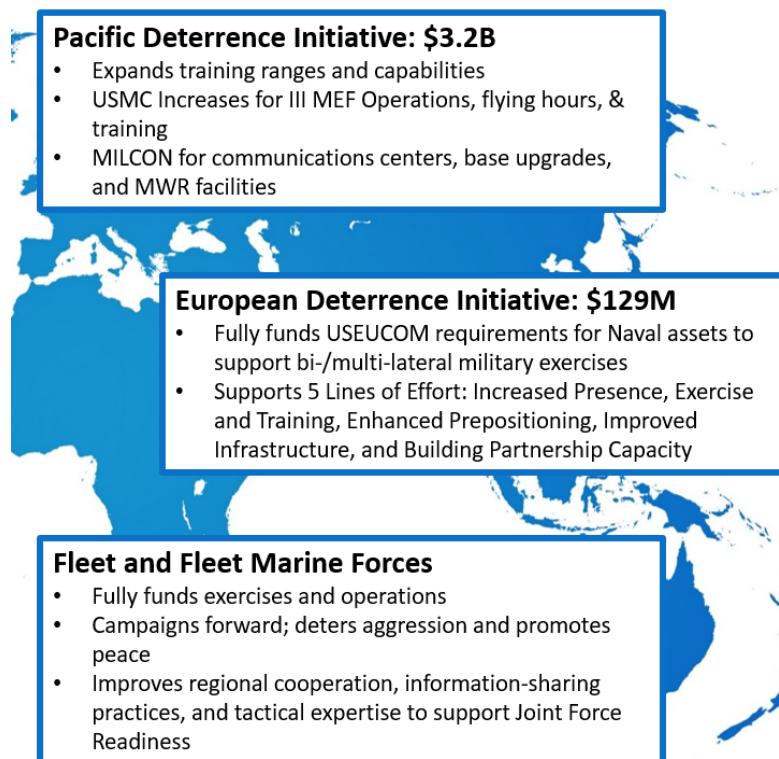 Pacific Deterrence Initiative: $3.2B
• Expands training ranges and capabilities
• USMC Increases for III MEF Operations, flying hours, &
training
• MILCON for communications centers, base upgrades,
and MWR facilities
European Deterrence Initiative: $129M
• Fully funds USEUCOM requirements for Naval assets to
support bi-/multi-lateral military exercises
• Supports 5 Lines of Effort: Increased Presence, Exercise
and Training, Enhanced Prepositioning, Improved
Infrastructure, and Building Partnership Capacity
Fleet and Fleet Marine Forces
• Fully funds exercises and operations
• Campaigns forward; deters aggression and promotes
peace
• Improves regional cooperation, information-sharing
practices, and tactical expertise to support Joint Force
Readiness